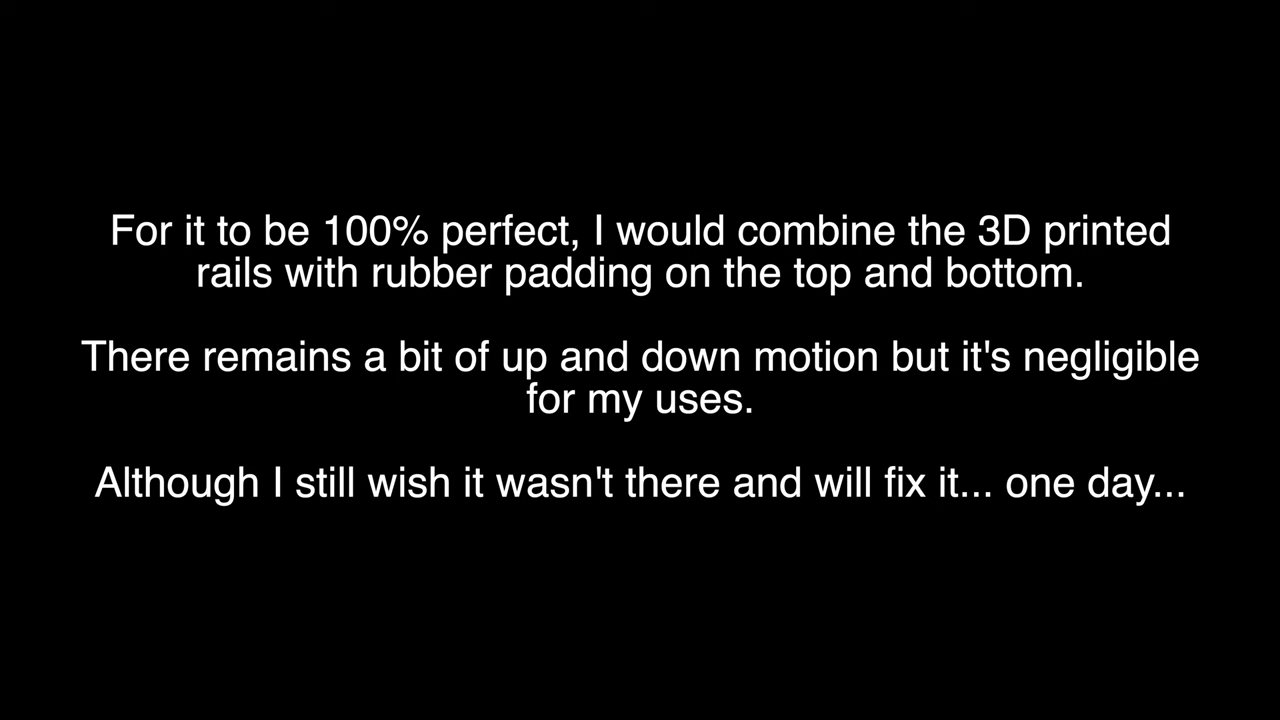 For it to be 100% perfect, I would combine the 3D printed
rails with rubber padding on the top and bottom.
There remains a bit of up and down motion but it's negligible
for my uses.
Although I still wish it wasn't there and will fix it... one day...